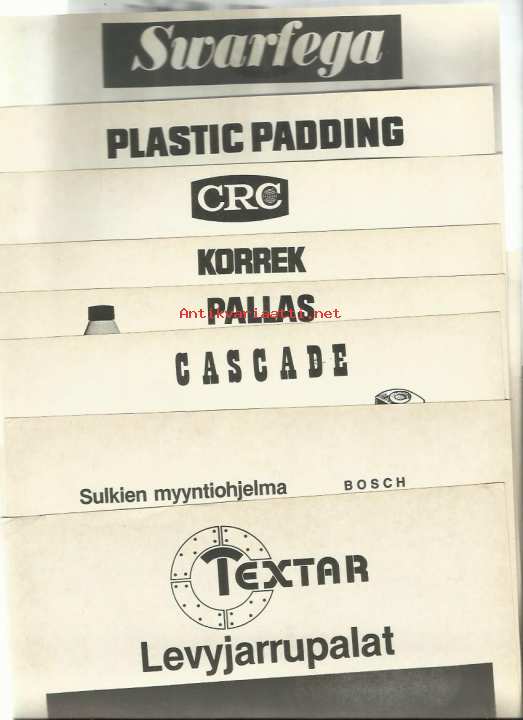 Swarfega
PLASTIC PADDING
CRC
KORREK
Antikvariaatti.net
PALLAS
CASCADE
Sulkien myyntiohjelma BOSCH
TEXTAR
Levyjarrupalat